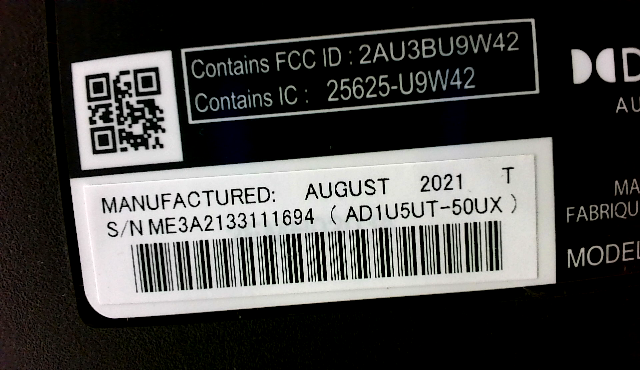 Contains FCC ID : 2AU3BU9W42
Contains IC : 25625-U9W42
MANUFACTURED: AUGUST 2021 T
S/N ME3A2133111694 ( AD1U5UT-50UX )
AU
MA
FABRIQU
MODEL